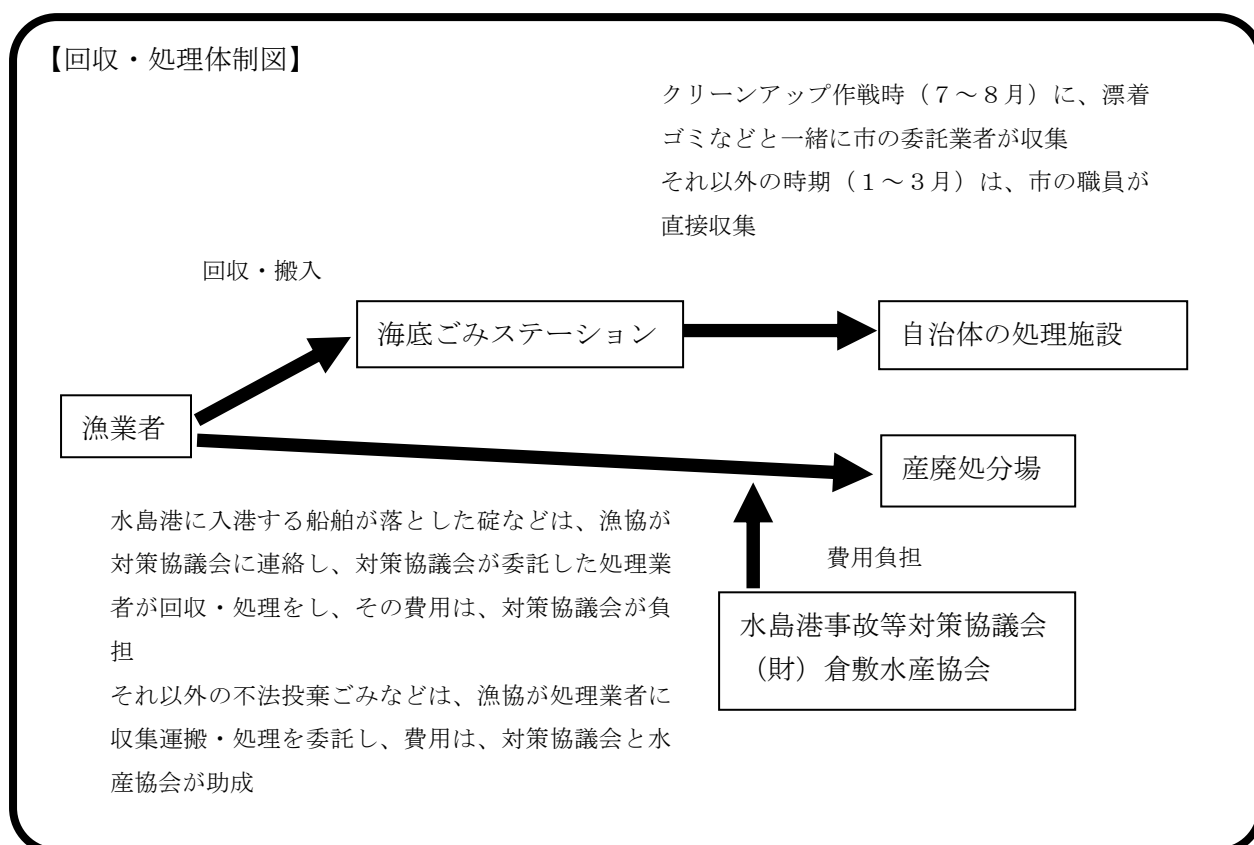 【回収・処理体制図】
クリーンアップ作戦時（７～８月）に、漂着
ゴミなどと一緒に市の委託業者が収集
それ以外の時期（１～３月）は、市の職員が
直接収集
回収・搬入
海底ごみステーション
自治体の処理施設
漁業者
産廃処分場
水島港に入港する船舶が落とした碇などは、漁協が
対策協議会に連絡し、対策協議会が委託した処理業
者が回収・処理をし、その費用は、対策協議会が負
担
それ以外の不法投棄ごみなどは、漁協が処理業者に
収集運搬・処理を委託し、費用は、対策協議会と水
産協会が助成
費用負担
水島港事故等対策協議会
（財）倉敷水産協会